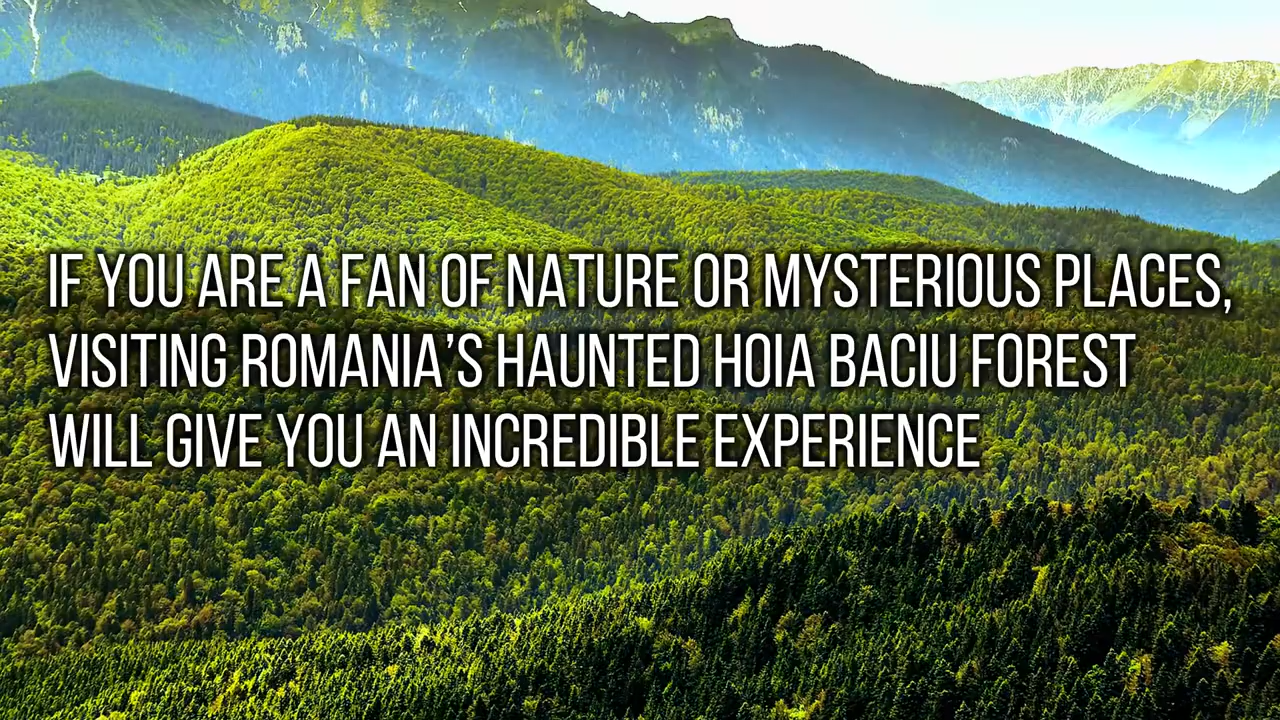 IF YOU ARE A FAN OF NATURE OR MYSTERIOUS PLACES,
VISITING ROMANIA’S HAUNTED HOIA BACIU FOREST
WILL GIVE YOU AN INCREDIBLE EXPERIENCE